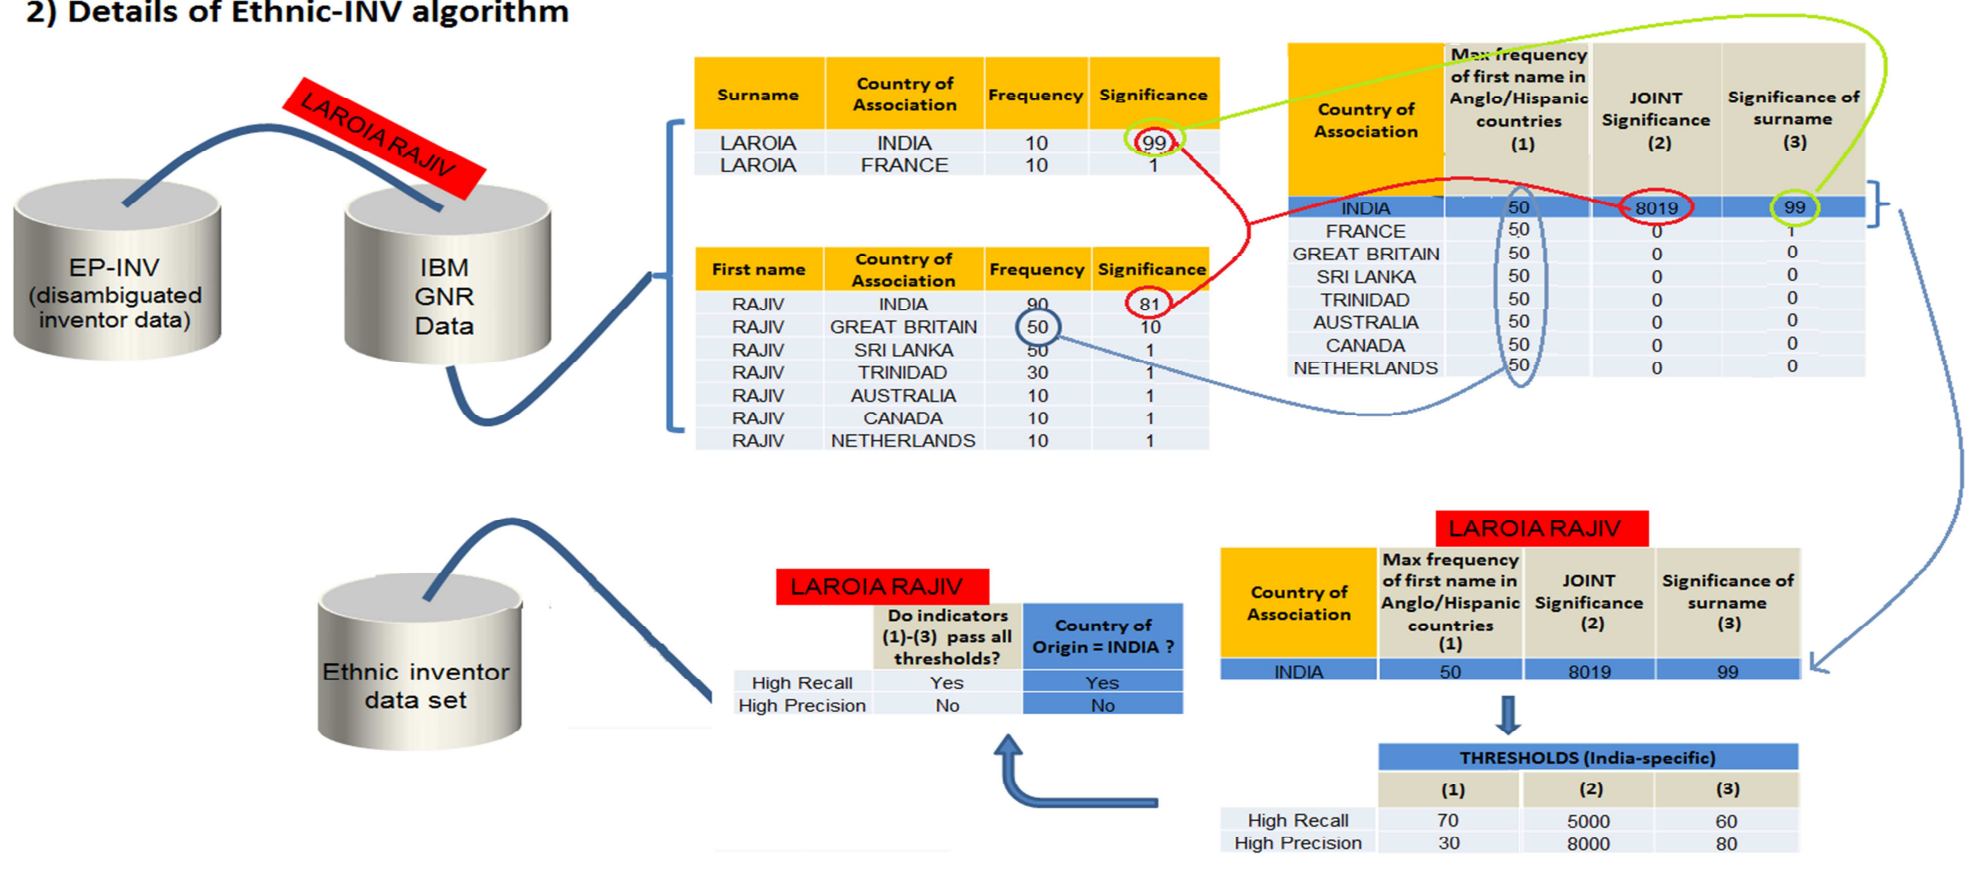 2) Details of Ethnic-INV algorithm
LAROIA RAJIV
EP-INV
(disambiguated
inventor data)
IBM
GNR
Data
Surname Country of Association Frequency Significance
LAROIA INDIA 10 99
LAROIA FRANCE 10 1
First name Country of Association Frequency Significance
RAJIV INDIA 90 81
RAJIV GREAT BRITAIN 50 10
RAJIV SRI LANKA 50 1
RAJIV TRINIDAD 30 1
RAJIV AUSTRALIA 10 1
RAJIV CANADA 10 1
RAJIV NETHERLANDS 10 1
Country of
Association
Max frequency
of first name in
Anglo/Hispanic
countries
(1)
JOINT
Significance
(2)
Significance of
surname
(3)
INDIA 50 8019 99
FRANCE 50 0 1
GREAT BRITAIN 50 0 0
SRI LANKA 50 0 0
TRINIDAD 50 0 0
AUSTRALIA 50 0 0
CANADA 50 0 0
NETHERLANDS 50 0 0
LAROIA RAJIV
Country of
Association
Max frequency
of first name in
Anglo/Hispanic
countries
(1)
JOINT
Significance
(2)
Significance of
surname
(3)
INDIA 50 8019 99
THRESHOLDS (India-specific)
(1) (2) (3)
High Recall 70 5000 60
High Precision 30 8000 80
LAROIA RAJIV
Do indicators
(1)-(3) pass all
thresholds?
Country of
Origin = INDIA ?
High Recall Yes Yes
High Precision No No
Ethnic inventor
data set